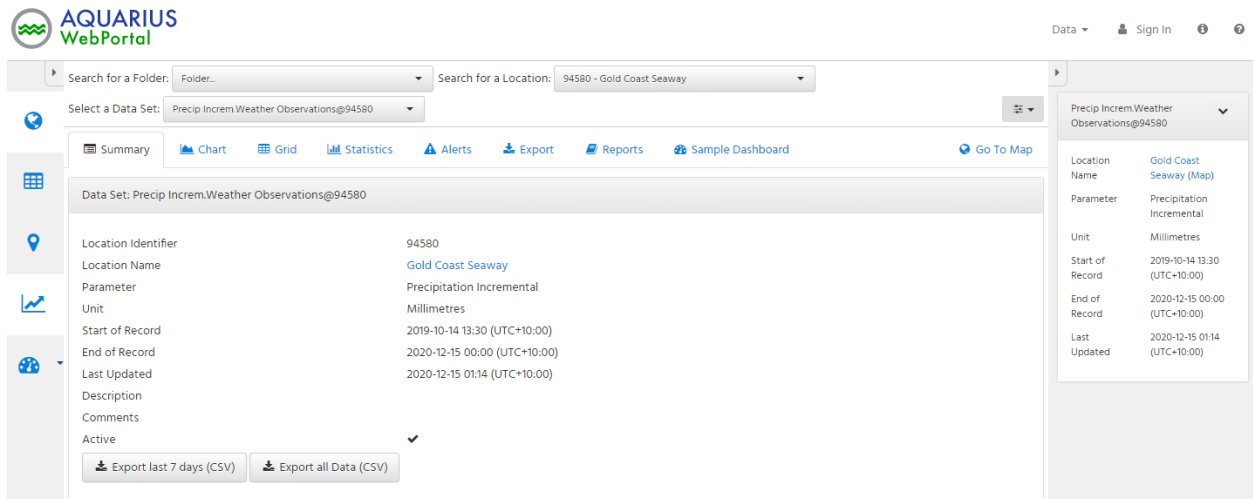 AQUARIUS
WebPortal
Data
Sign In
Search for a Folder: Folder...
Search for a Location: 94580 - Gold Coast Seaway
Select a Data Set: Precip Increm.Weather Observations@94580
Summary Chart Grid Statistics Alerts Export Reports Sample Dashboard Go To Map
Data Set: Precip Increm.Weather Observations@94580
Location Identifier 94580
Location Name Gold Coast Seaway
Parameter Precipitation Incremental
Unit Millimetres
Start of Record 2019-10-14 13:30 (UTC+10:00)
End of Record 2020-12-15 00:00 (UTC+10:00)
Last Updated 2020-12-15 01:14 (UTC+10:00)
Description
Comments
Active
Export last 7 days (CSV) Export all Data (CSV)
Precip Increm.Weather
Observations@94580
Location Gold Coast
Name Seaway (Map)
Parameter Precipitation
Incremental
Unit Millimetres
Start of 2019-10-14 13:30
Record (UTC+10:00)
End of 2020-12-15 00:00
Record (UTC+10:00)
Last 2020-12-15 01:14
Updated (UTC+10:00)